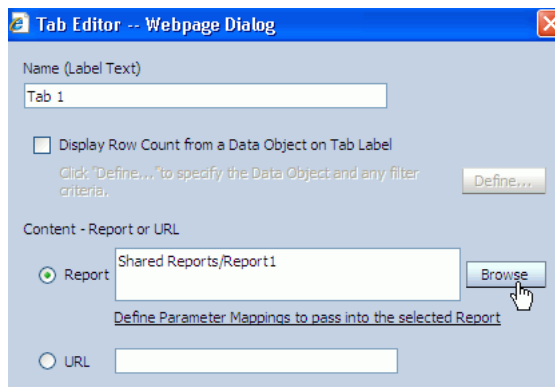 Tab Editor -- Webpage Dialog
Name (Label Text)
Tab 1
Display Row Count from a Data Object on Tab Label
Click "Define..."to specify the Data Object and any filter
criteria.
Define...
Content - Report or URL
Report
Shared Reports/Report1
Browse
Define Parameter Mappings to pass into the selected Report
URL